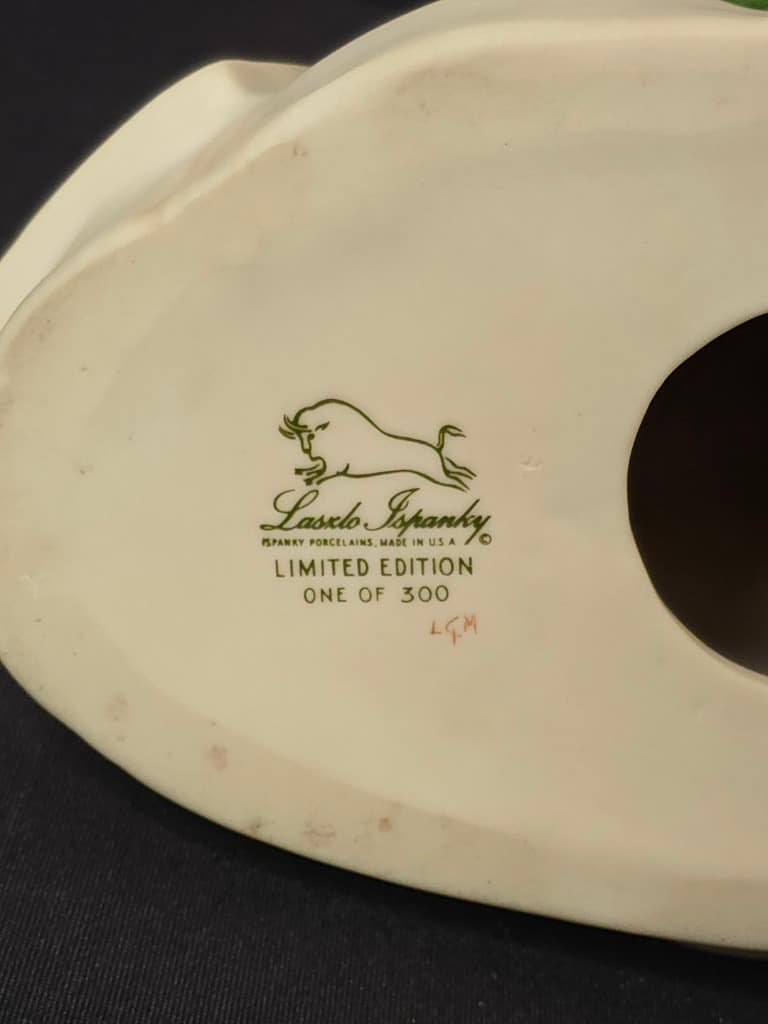 Laszlo Ispanky
ISPANKY PORCELAINS, MADE IN U.S.A ©
LIMITED EDITION
ONE OF 300
LGM